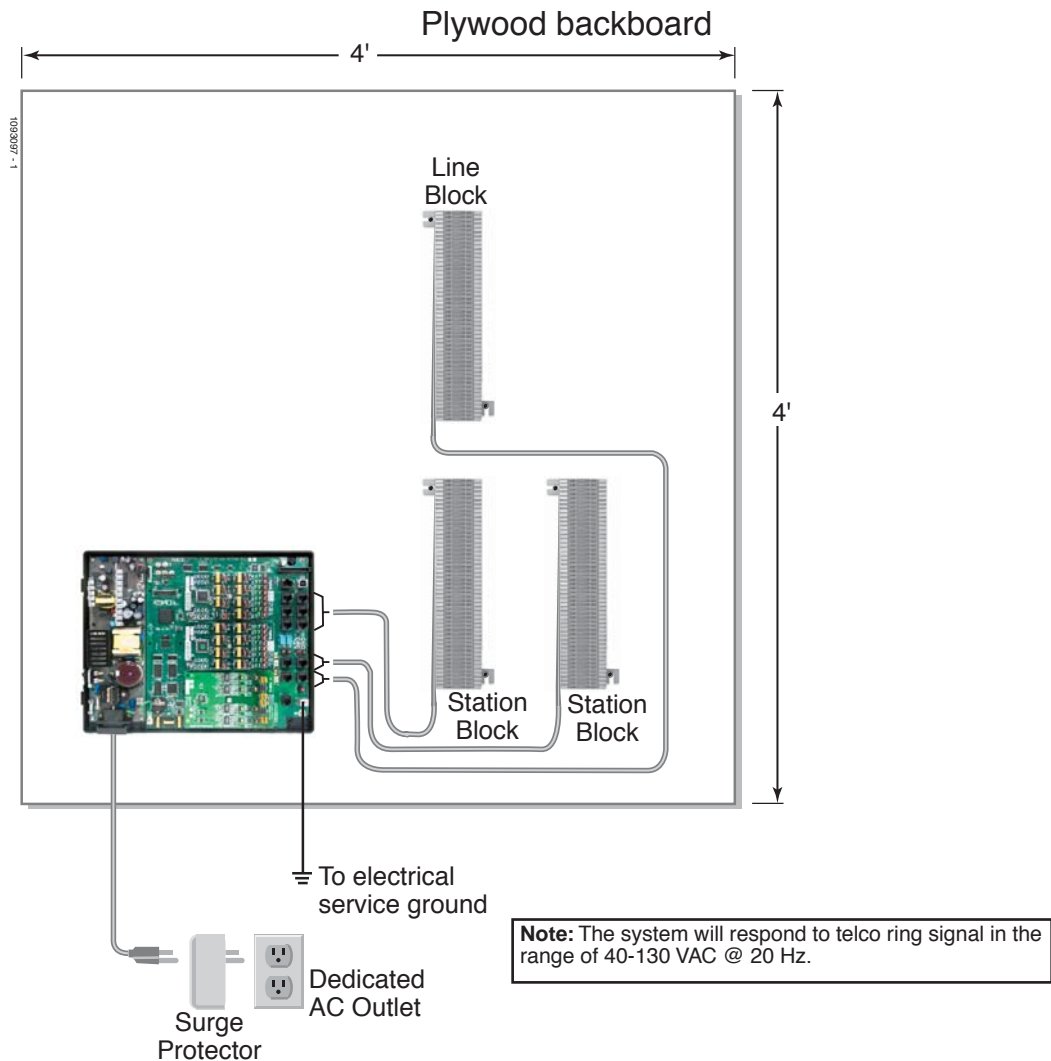 Plywood backboard
4'
1093097 - 1
Line
Block
4'
Station
Block
Station
Block
To electrical
service ground
Note: The system will respond to telco ring signal in the
range of 40-130 VAC @ 20 Hz.
Dedicated
AC Outlet
Surge
Protector